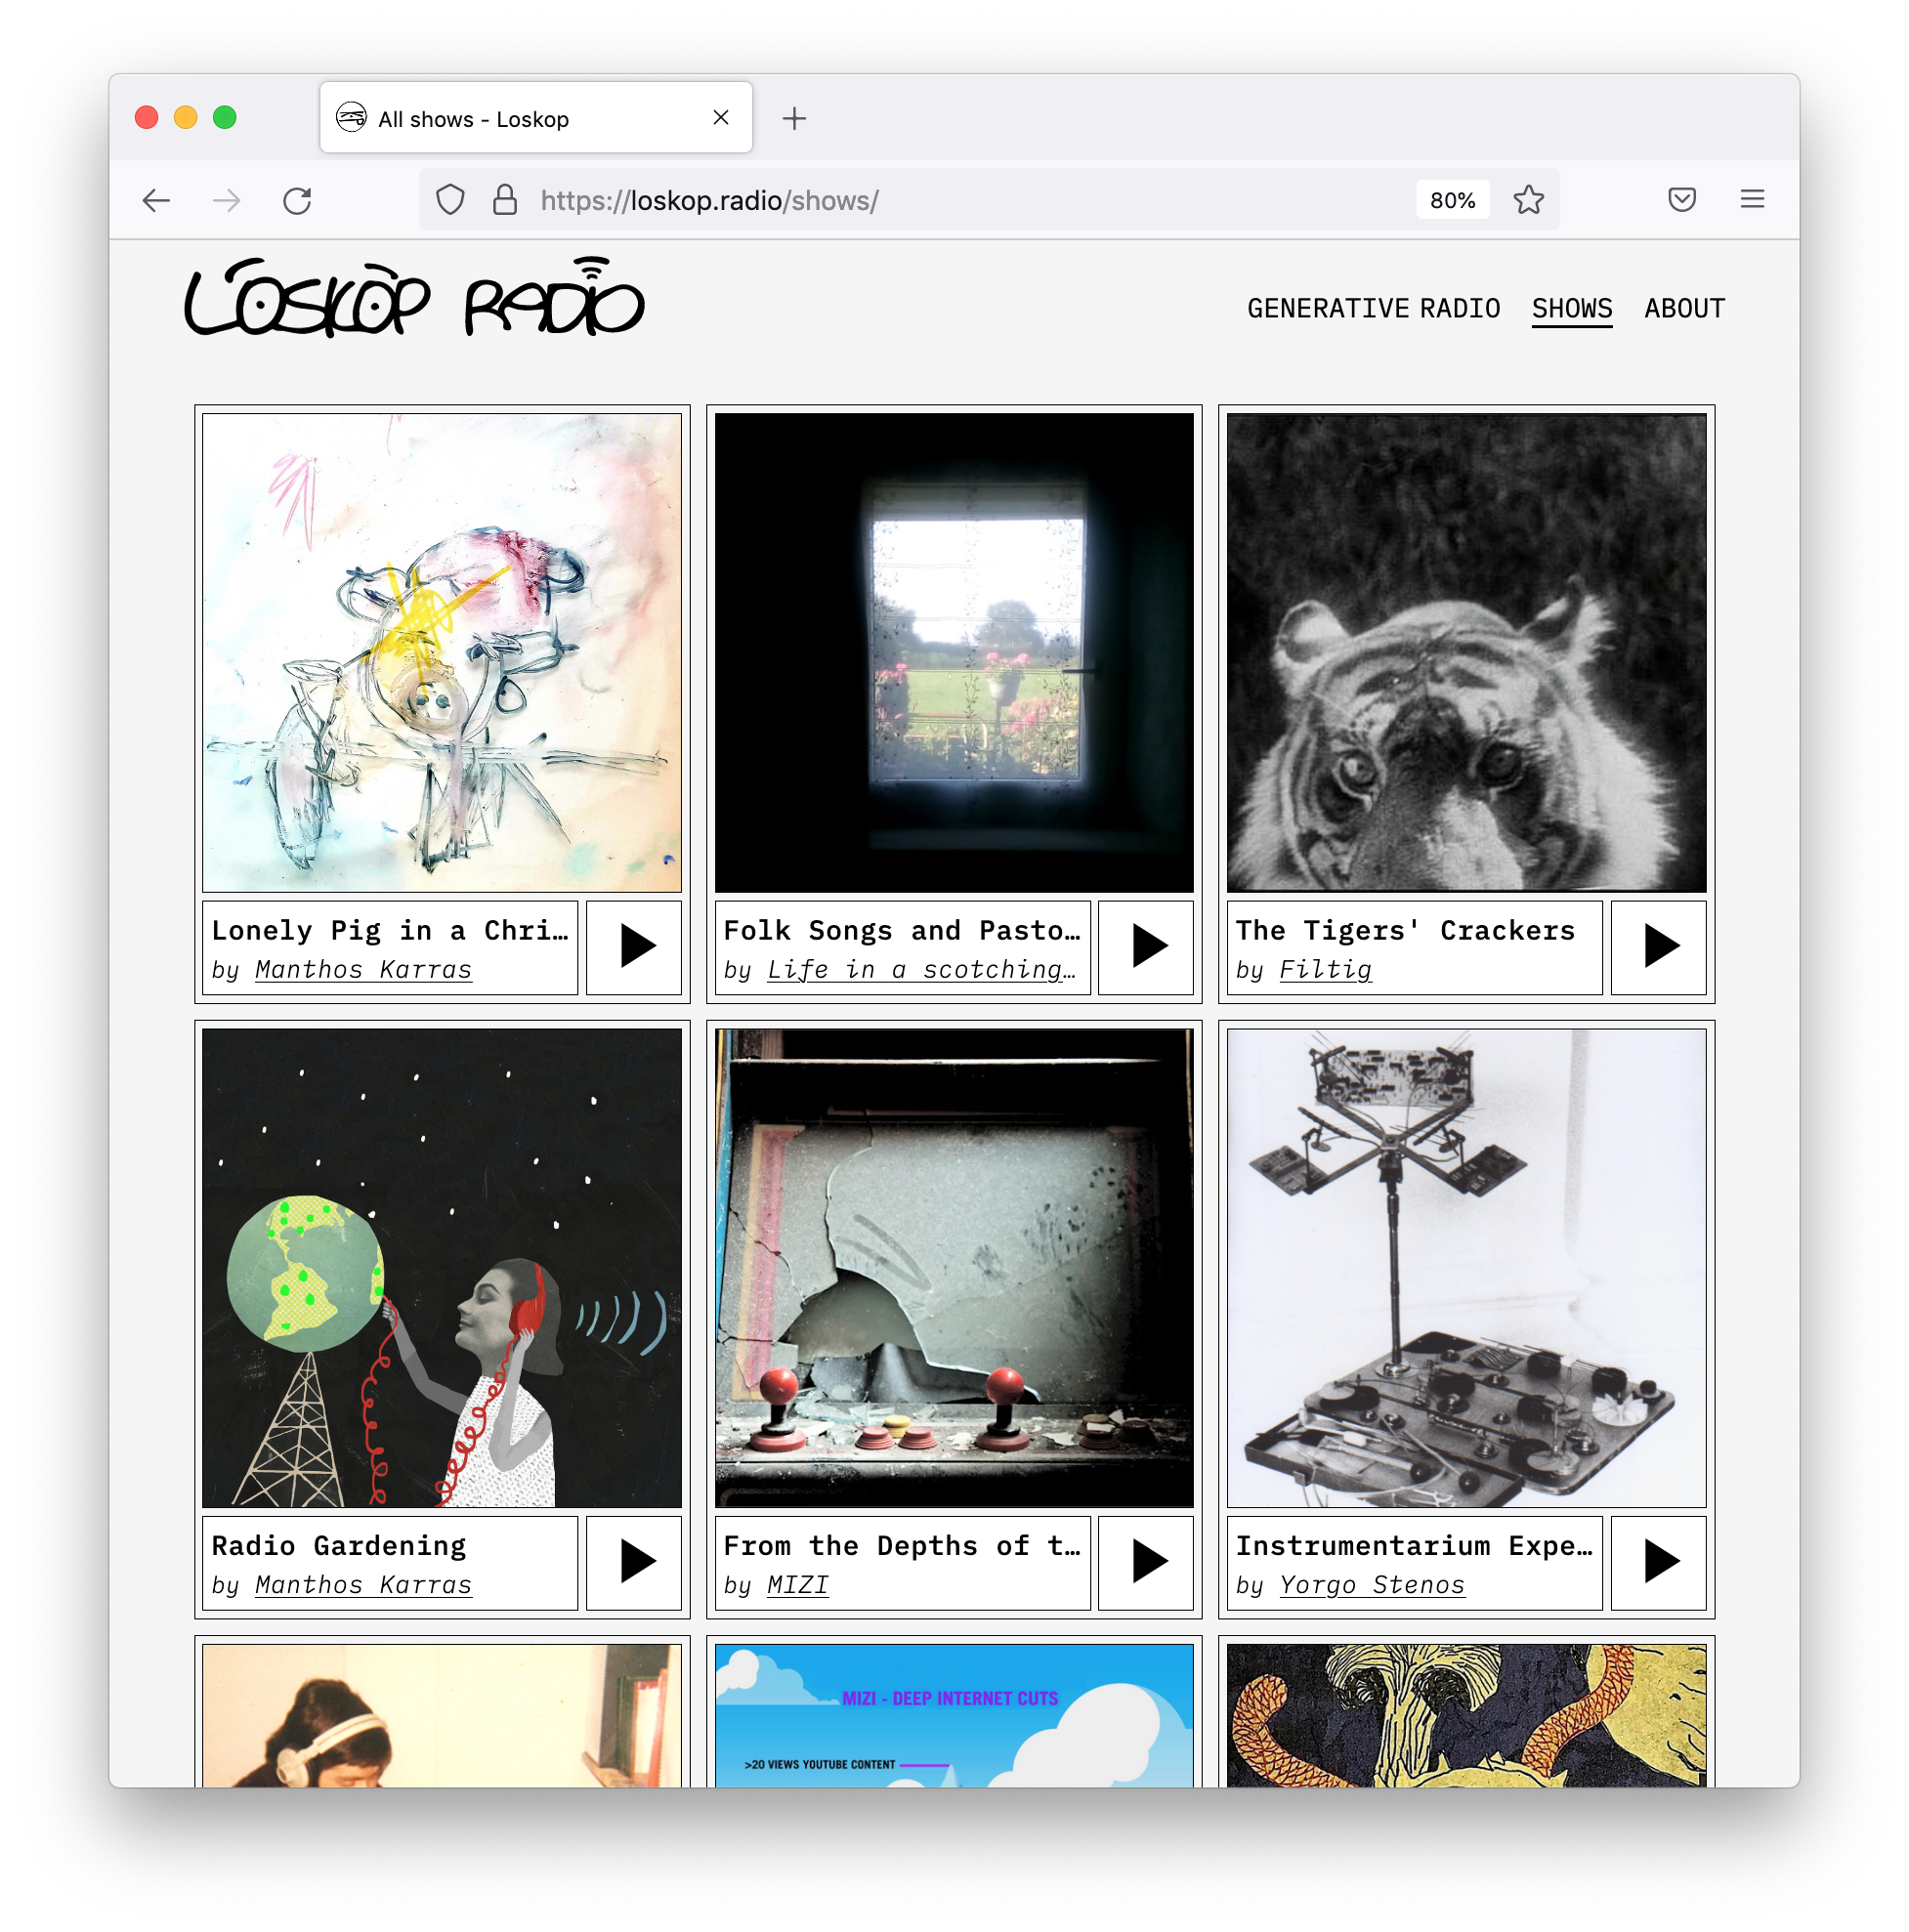 All shows - Loskop
https://loskop.radio/shows/
80%
LOSKOP RADIO
GENERATIVE RADIO SHOWS ABOUT
Lonely Pig in a Chri…
by Manthos Karras
Folk Songs and Pasto…
by Life in a scotching…
The Tigers' Crackers
by Filtig
Radio Gardening
by Manthos Karras
From the Depths of t…
by MIZI
Instrumentarium Expe…
by Yorgo Stenos
MIZI - DEEP INTERNET CUTS
>20 VIEWS YOUTUBE CONTENT